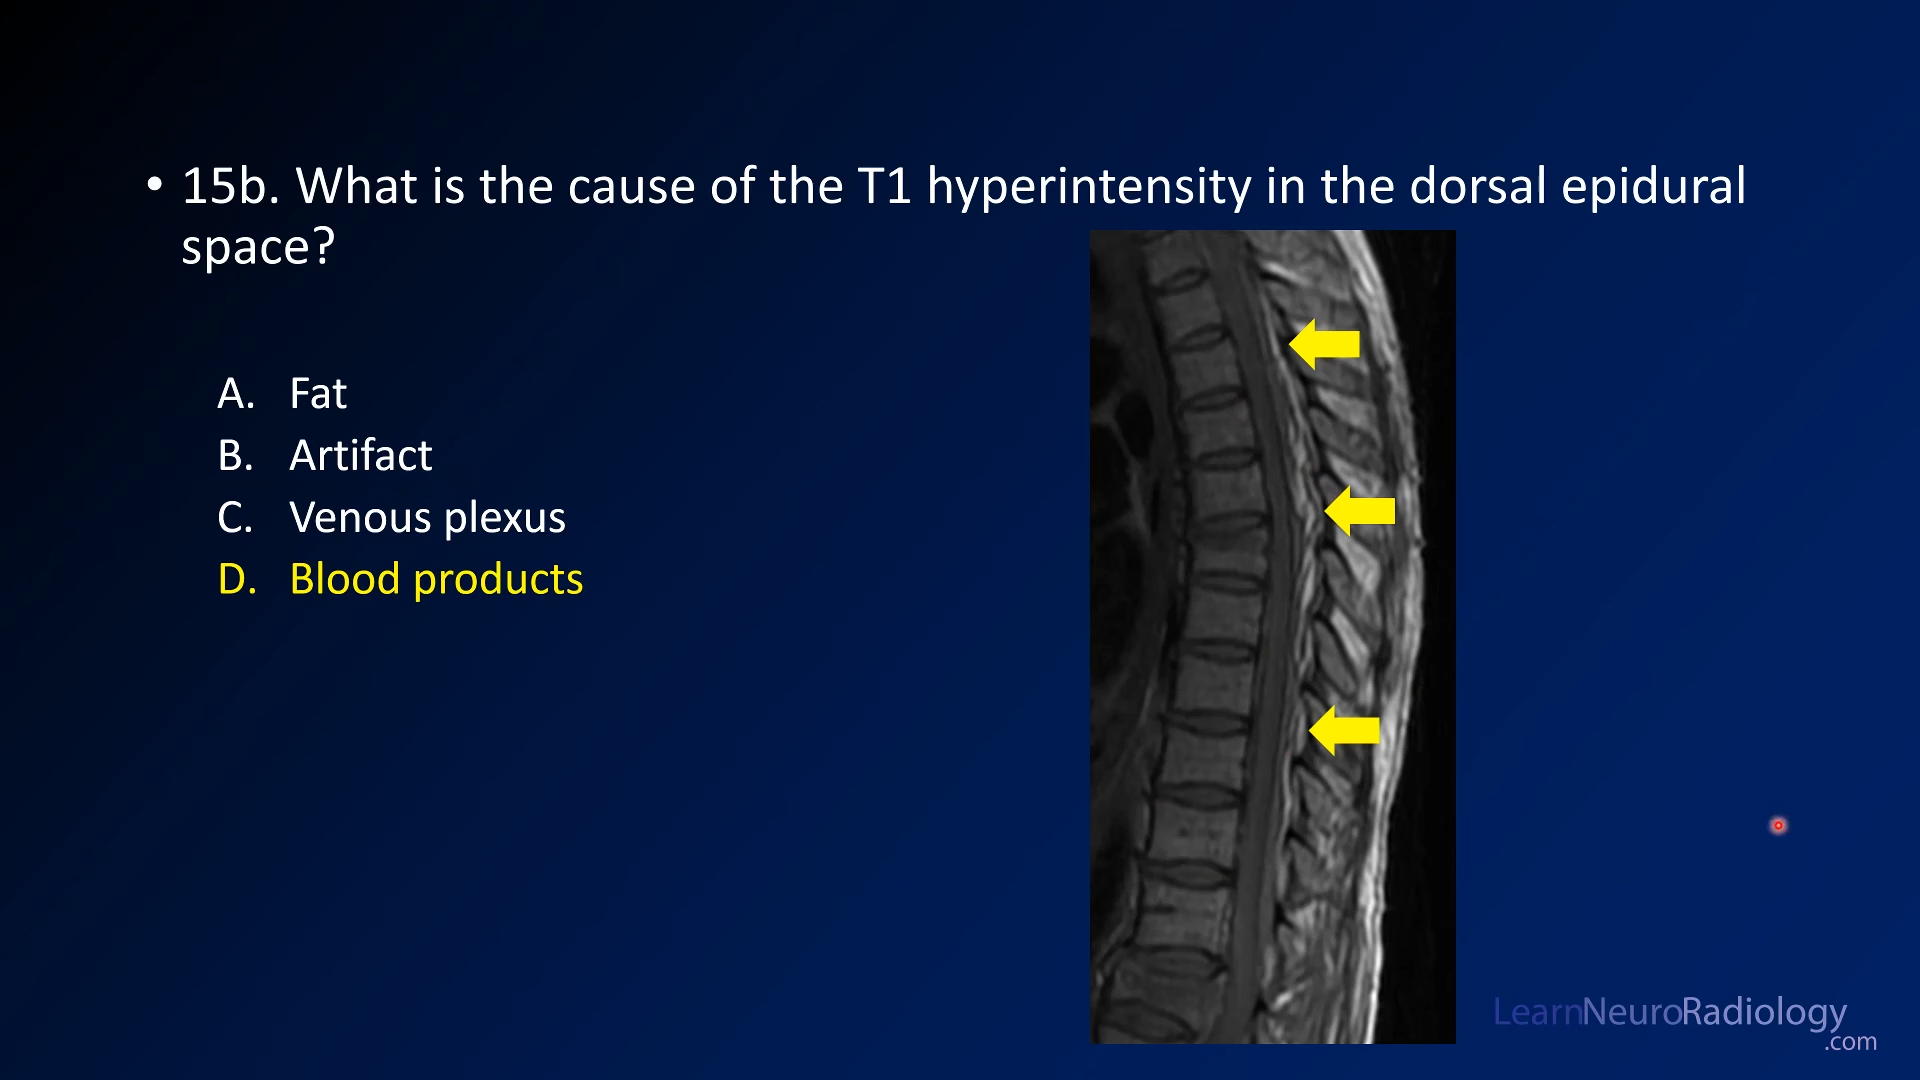 • 15b. What is the cause of the T1 hyperintensity in the dorsal epidural
space?
A. Fat
B. Artifact
C. Venous plexus
D. Blood products
LearnNeuroRadiology
.com